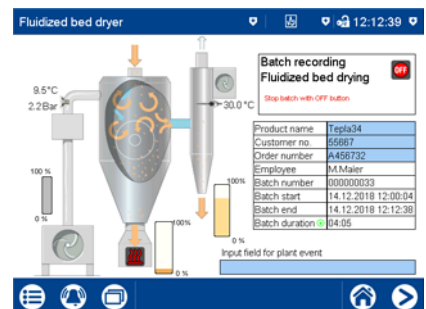 Fluidized bed dryer
12:12:39
Batch recording
Fluidized bed drying
OFF
Stop batch with OFF button.
9.5°C
2.2Bar
30.0 °C
Product name Tepla34
Customer no. 55667
Order number A456732
Employee M.Maier
Batch number 000000033
Batch start 14.12.2018 12:00:04
Batch end 14.12.2018 12:12:38
Batch duration 04:05
100 %
0 %
100%
0 %
100%
0 %
Input field for plant event